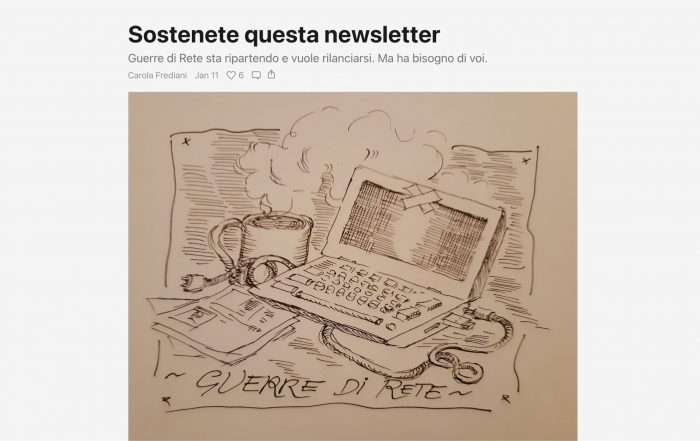 Sostenete questa newsletter
Guerre di Rete sta ripartendo e vuole rilanciarsi. Ma ha bisogno di voi.
Carola Frediani Jan 11 6
~ GUERRE DI RETE ~